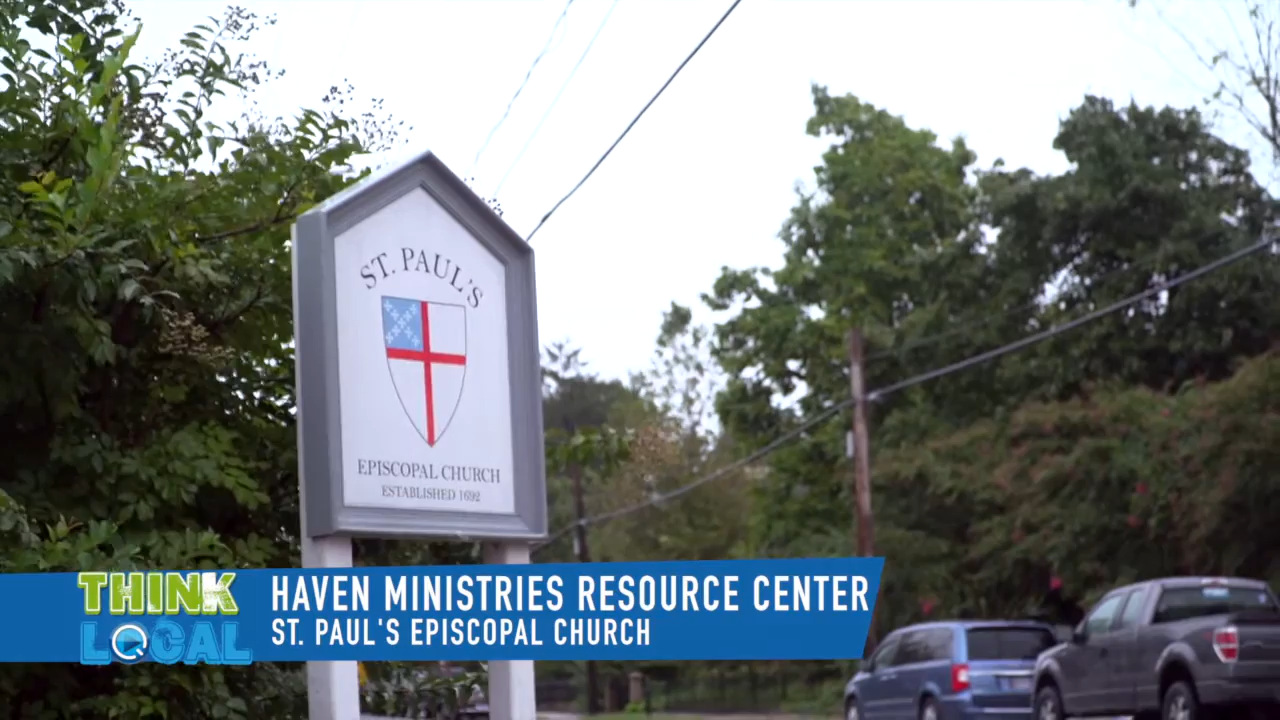 ST. PAUL'S
EPISCOPAL CHURCH
ESTABLISHED 1692
THINK
LOCAL
HAVEN MINISTRIES RESOURCE CENTER
ST. PAUL'S EPISCOPAL CHURCH